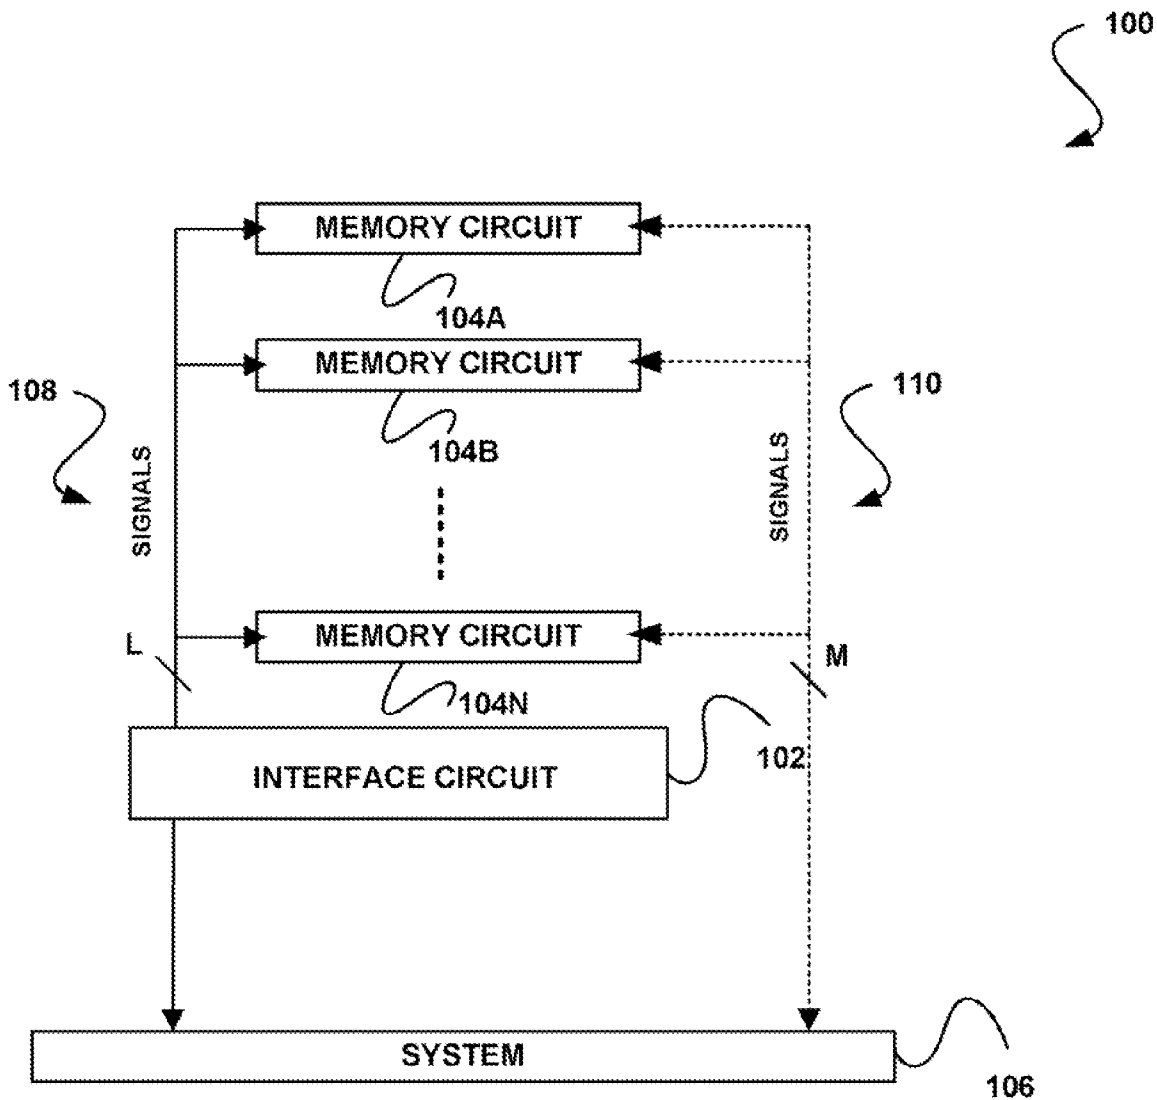 100
MEMORY CIRCUIT
104A
MEMORY CIRCUIT
104B
108
110
SIGNALS
SIGNALS
MEMORY CIRCUIT
L
M
104N
102
INTERFACE CIRCUIT
SYSTEM
106